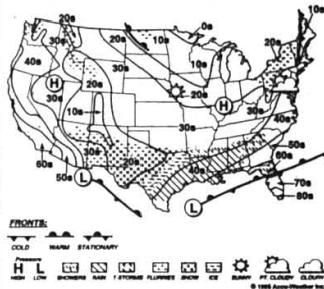 10s
20s 20s 0s
30s 10s 20s
40s 20s 30s 10s
H 30s
20s 30s
30s H
10s 40s
30s
30s 50s
20s 40s 60s
60s
50s L 70s
L 80s
FRONTS:
COLD WARM STATIONARY
Pressure
H L
HIGH LOW SHOWERS RAIN T-STORMS FLURRIES SNOW ICE SUNNY PT. CLOUDY CLOUDY
© 1995 Accu-Weather, Inc.